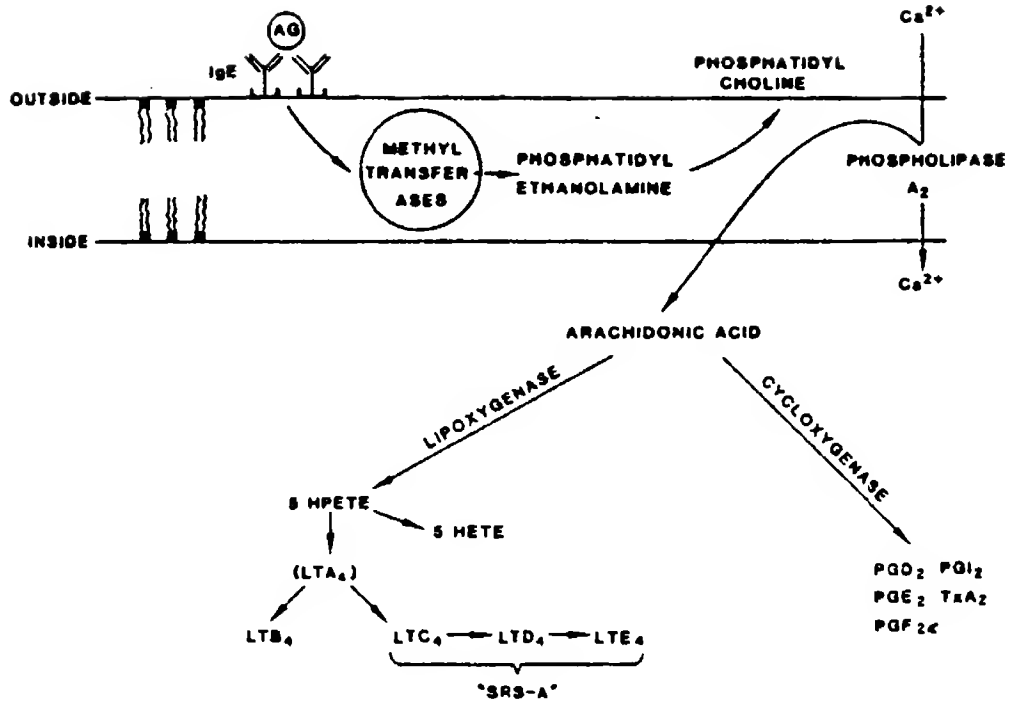 AG
IgE
Ca²⁺
PHOSPHATIDYL
CHOLINE
OUTSIDE
METHYL
TRANSFER
ASES
PHOSPHATIDYL
ETHANOLAMINE
PHOSPHOLIPASE
A₂
INSIDE
Ca²⁺
ARACHIDONIC ACID
LIPOXYGENASE
CYCLOXYGENASE
5 HPETE
5 HETE
(LTA₄)
PGD₂ PGI₂
PGE₂ TxA₂
PGF₂α
LTB₄
LTC₄ LTD₄ LTE₄
"SRS-A"